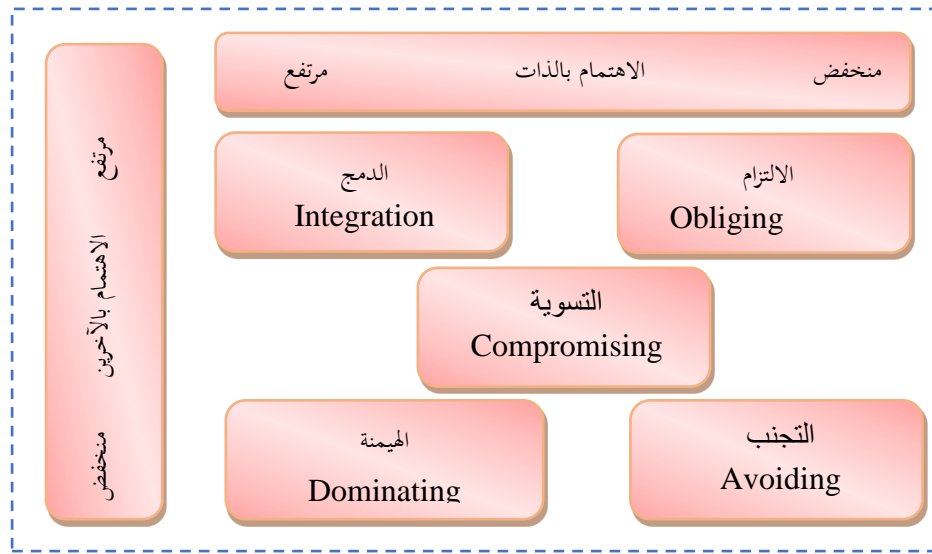 منخفض الاهتمام بالذات مرتفع
مرتفع الاهتمام بالآخرين منخفض
الالتزام
Obliging
الدمج
Integration
التسوية
Compromising
التجنب
Avoiding
الهيمنة
Dominating